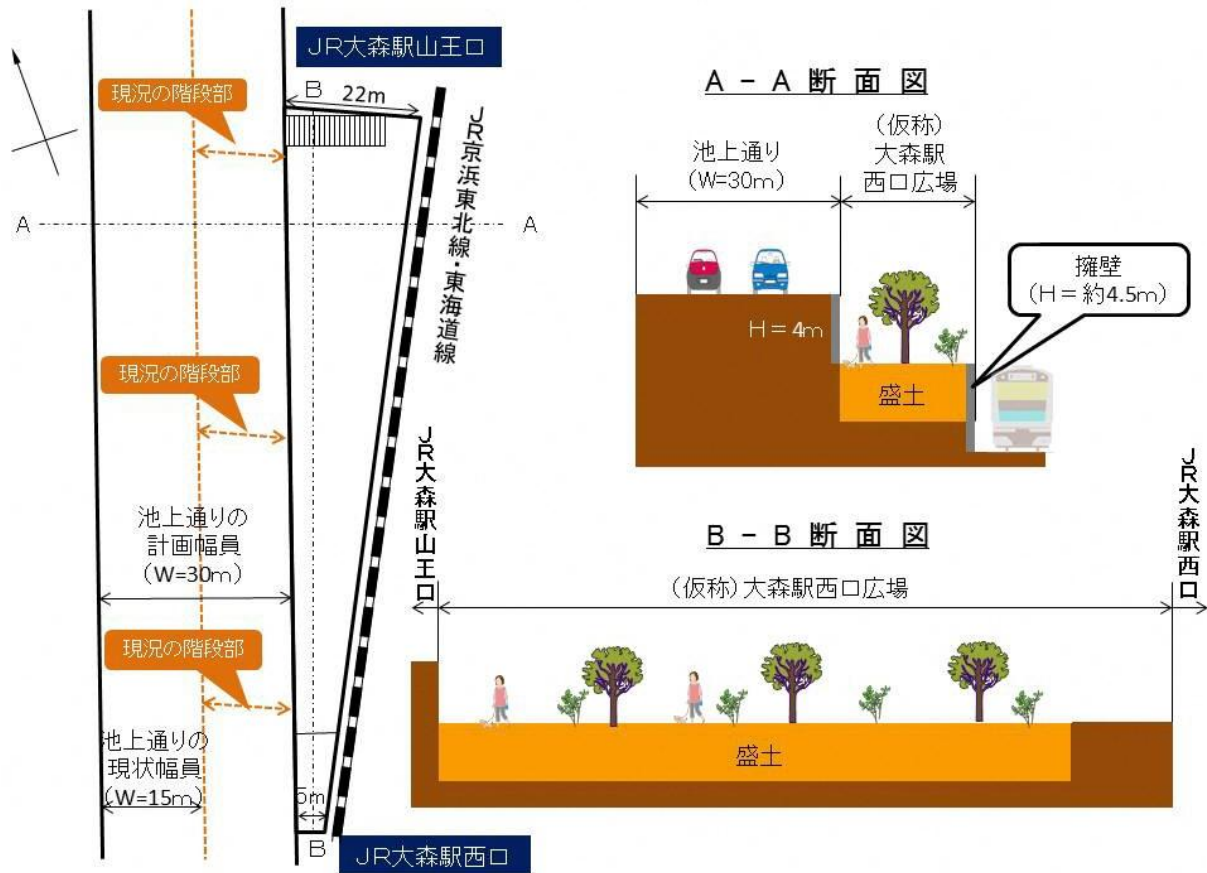 JR大森駅山王口
B
22m
現況の階段部
JR京浜東北線・東海道線
A
A
現況の階段部
池上通りの
計画幅員
(W=30m)
現況の階段部
池上通りの
現状幅員
(W=15m)
5m
B
JR大森駅西口
A-A断面図
池上通り
(W=30m)
(仮称)
大森駅
西口広場
擁壁
(H=約4.5m)
H=4m
盛土
B-B断面図
JR大森駅山王口
(仮称)大森駅西口広場
JR大森駅西口
盛土